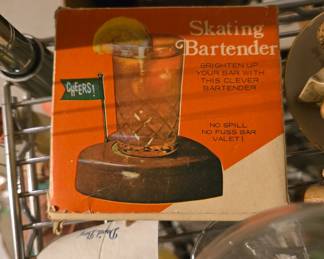 Skating
Bartender
BRIGHTEN UP
YOUR BAR WITH
THIS CLEVER
BARTENDER
CHEERS!
NO SPILL
NO FUSS BAR
VALET!